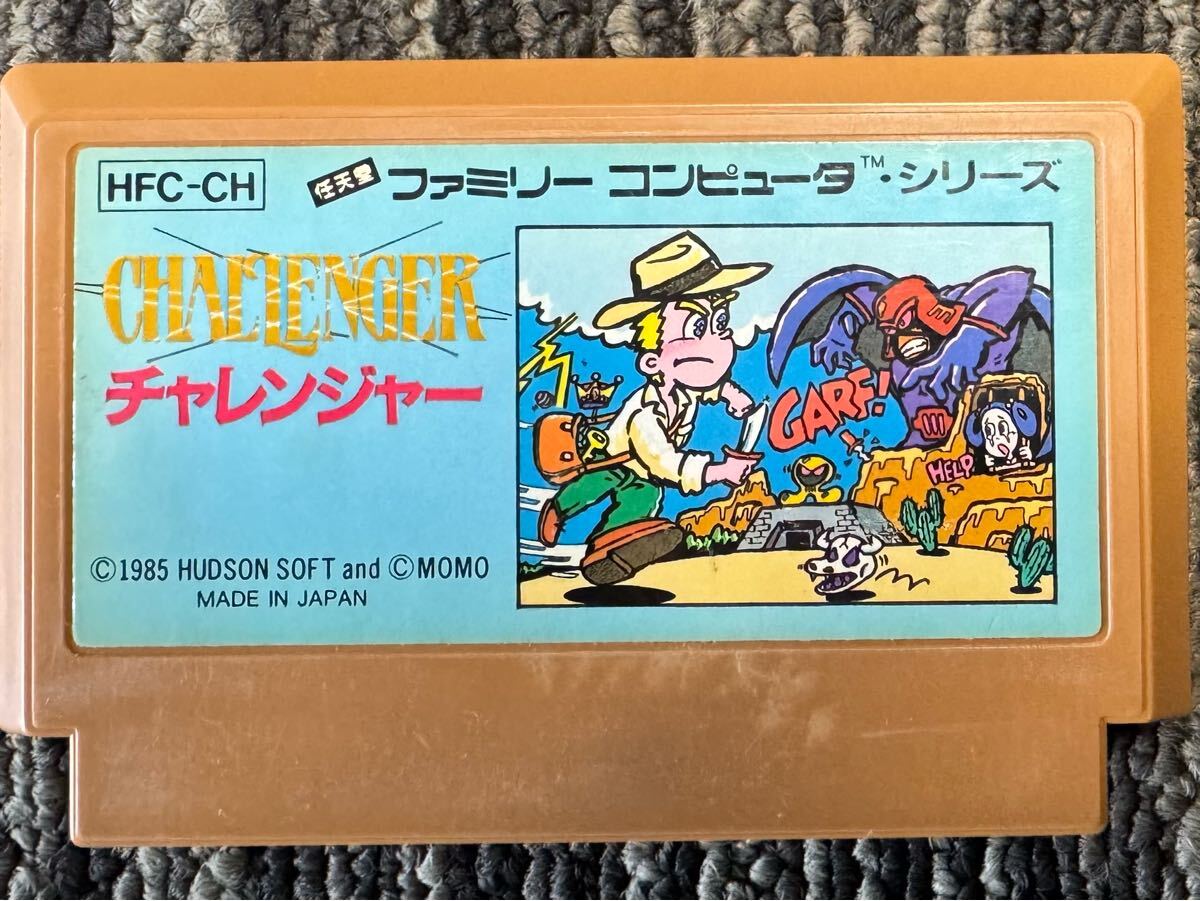 HFC-CH
任天堂 ファミリー コンピュータ™・シリーズ
CHALLENGER
チャレンジャー
GARF!
HELP
©1985 HUDSON SOFT and ©MOMO
MADE IN JAPAN